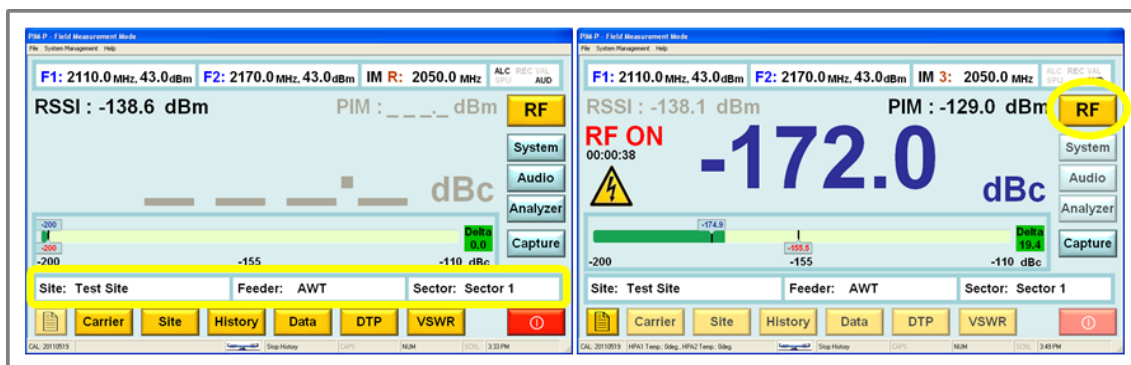 PIM-P - Field Measurement Mode
File System Management Help
F1: 2110.0 MHz, 43.0dBm F2: 2170.0 MHz, 43.0dBm IM R: 2050.0 MHz ALC REC VAL
SPU AUD
RSSI : -138.6 dBm PIM : _ _ _._ dBm RF
System
Audio
_ _ _._ dBc
Analyzer
-200
Delta
0.0
Capture
-200
-200 -155 -110 dBc
Site: Test Site Feeder: AWT Sector: Sector 1
Carrier Site History Data DTP VSWR
CAL: 20110519 Stop History CAPS NUM SCRL 3:33 PM
PIM-P - Field Measurement Mode
File System Management Help
F1: 2110.0 MHz, 43.0dBm F2: 2170.0 MHz, 43.0dBm IM 3: 2050.0 MHz ALC REC VAL
SPU
RSSI : -138.1 dBm PIM : -129.0 dBm RF
RF ON
00:00:38
-172.0 dBc
System
Audio
Analyzer
-174.9
Delta
19.4
Capture
-155.5
-200 -155 -110 dBc
Site: Test Site Feeder: AWT Sector: Sector 1
Carrier Site History Data DTP VSWR
CAL: 20110519 HPA1 Temp.: 0deg., HPA2 Temp.: 0deg Stop History CAPS NUM SCRL 3:49 PM